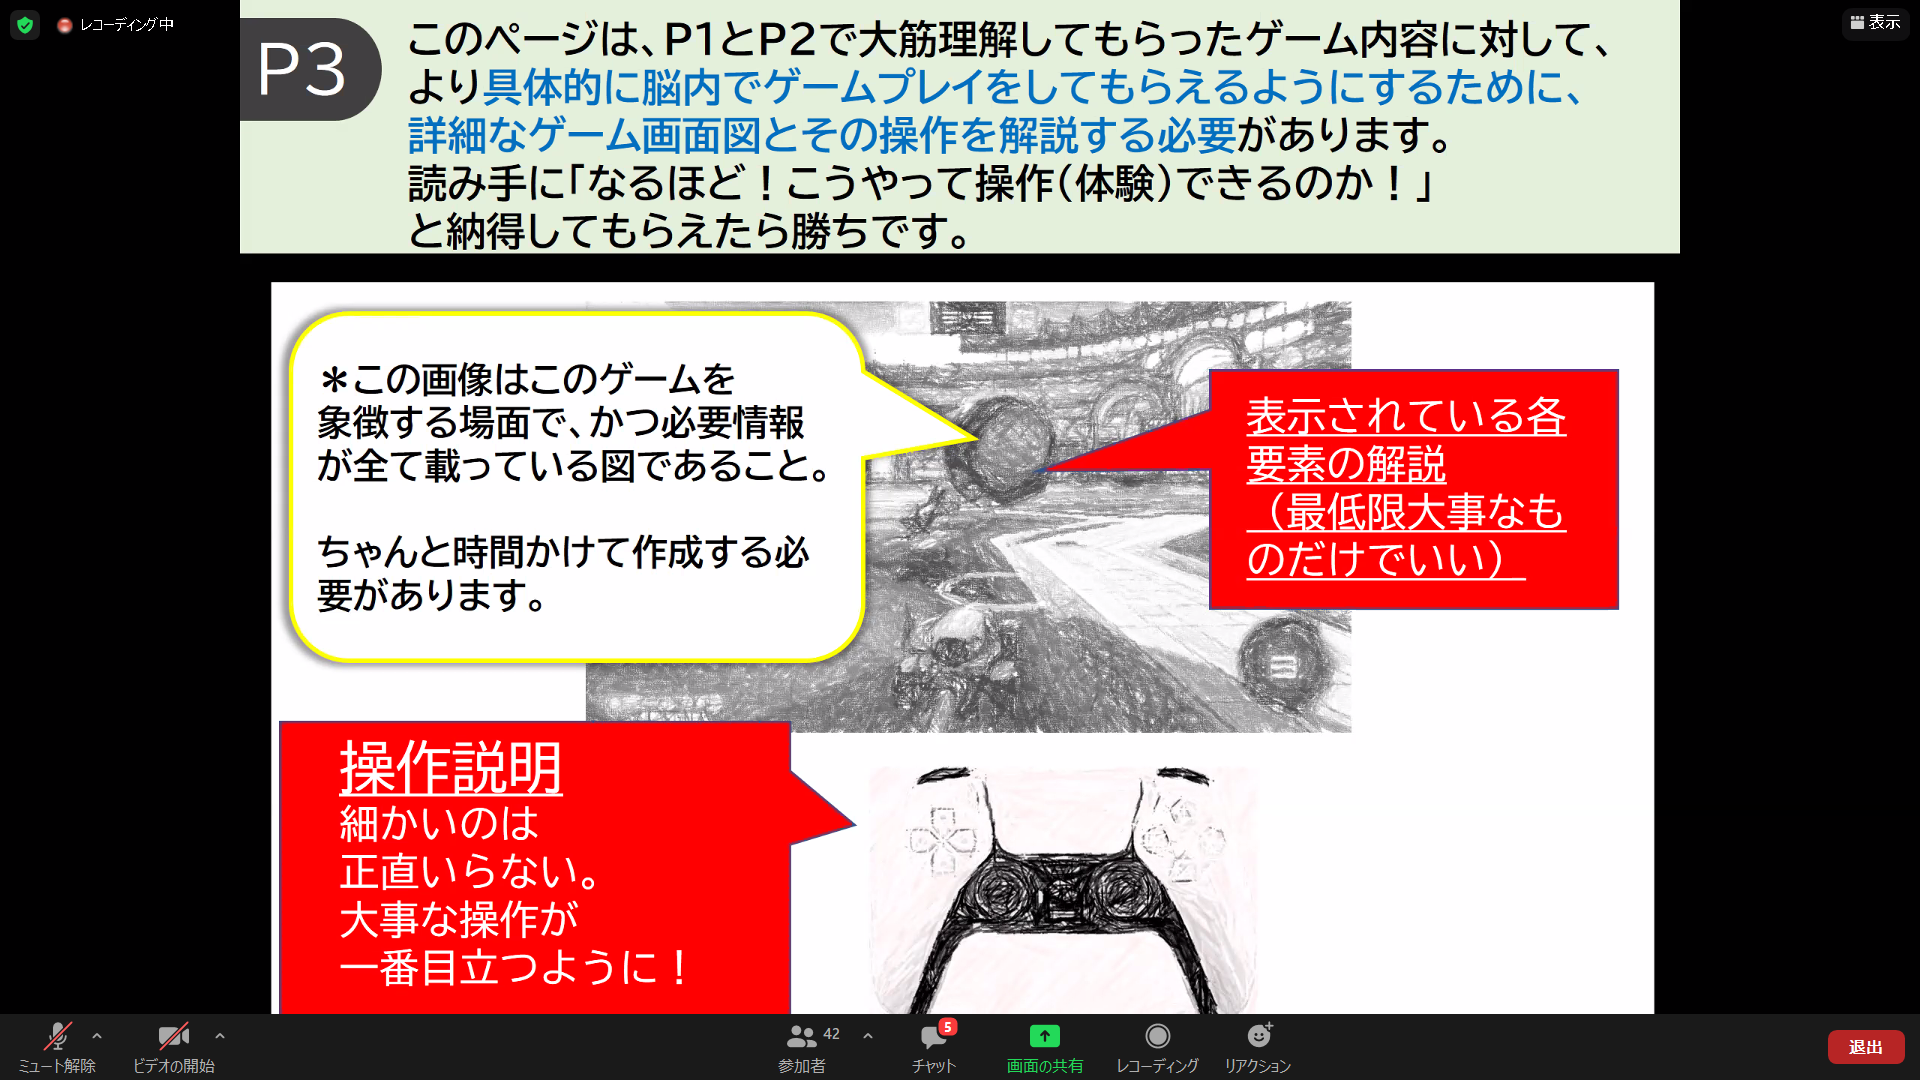 レコーディング中
表示
P3
このページは、P1とP2で大筋理解してもらったゲーム内容に対して、
より具体的に脳内でゲームプレイをしてもらえるようにするために、
詳細なゲーム画面図とその操作を解説する必要があります。
読み手に「なるほど！こうやって操作（体験）できるのか！」
と納得してもらえたら勝ちです。
＊この画像はこのゲームを
象徴する場面で、かつ必要情報
が全て載っている図であること。
ちゃんと時間かけて作成する必
要があります。
表示されている各
要素の解説
（最低限大事なも
のだけでいい）
操作説明
細かいのは
正直いらない。
大事な操作が
一番目立つように！
ミュート解除
ビデオの開始
42
参加者
5
チャット
画面の共有
レコーディング
リアクション
退出